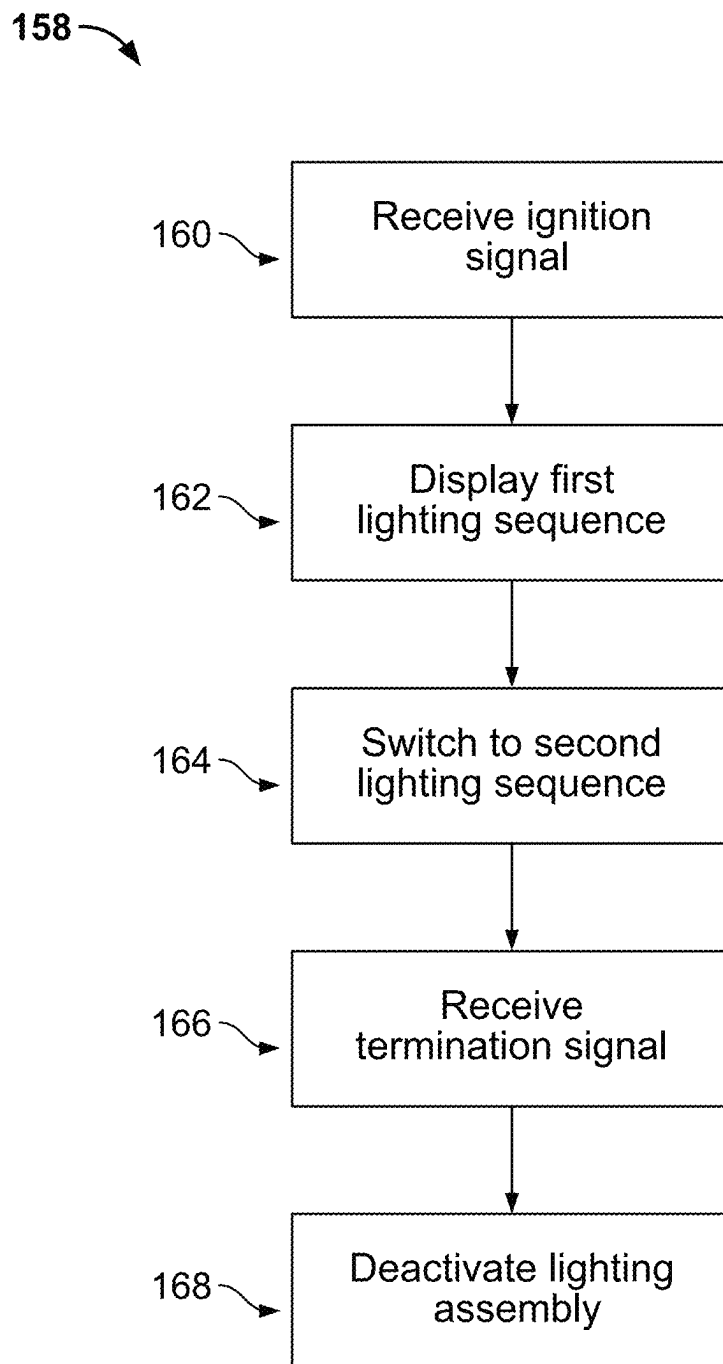 158
160
Receive ignition
signal
162
Display first
lighting sequence
164
Switch to second
lighting sequence
166
Receive
termination signal
168
Deactivate lighting
assembly